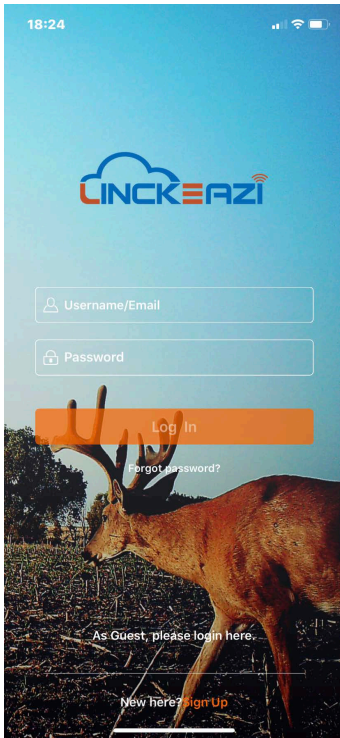 18:24
LINCKEAZI
Username/Email
Password
Log In
Forgot password?
As Guest, please login here.
New here?Sign Up